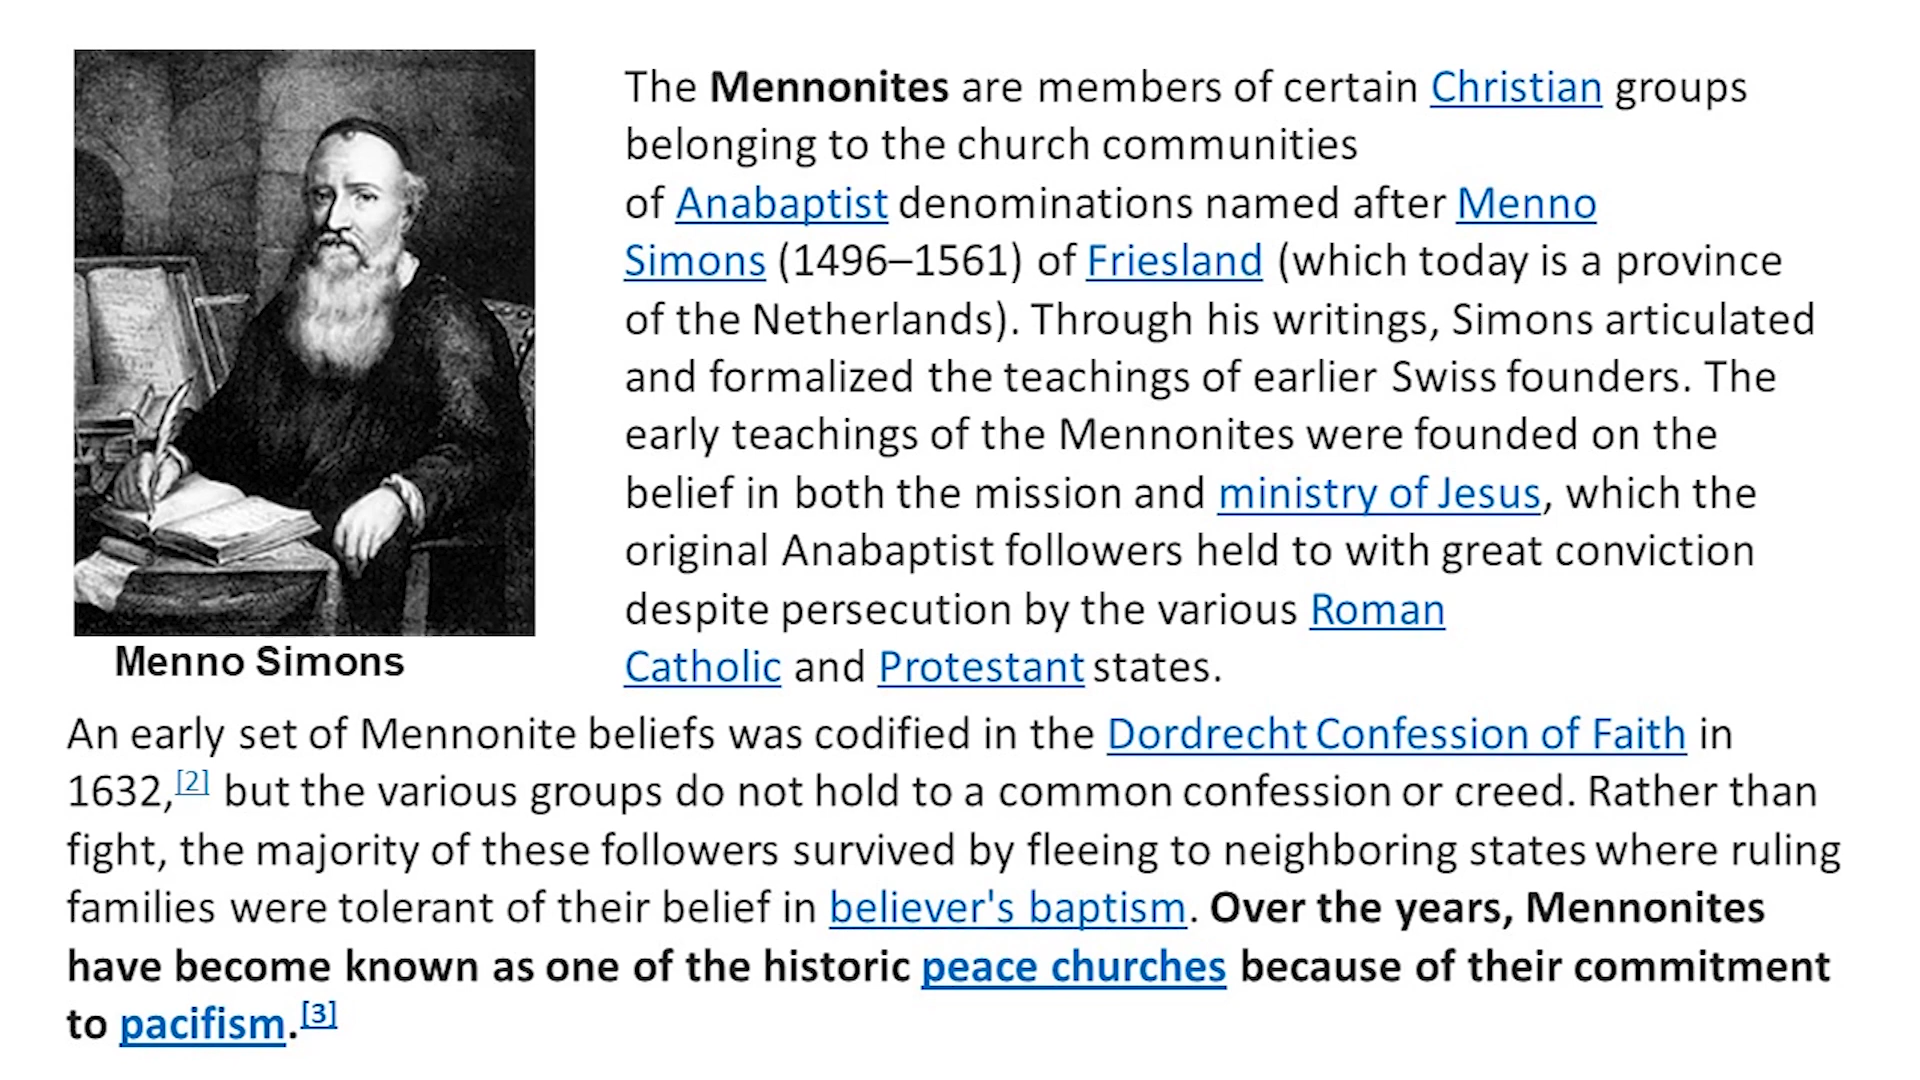 The Mennonites are members of certain Christian groups
belonging to the church communities
of Anabaptist denominations named after Menno
Simons (1496–1561) of Friesland (which today is a province
of the Netherlands). Through his writings, Simons articulated
and formalized the teachings of earlier Swiss founders. The
early teachings of the Mennonites were founded on the
belief in both the mission and ministry of Jesus, which the
original Anabaptist followers held to with great conviction
despite persecution by the various Roman
Catholic and Protestant states.
Menno Simons
An early set of Mennonite beliefs was codified in the Dordrecht Confession of Faith in
1632,[2] but the various groups do not hold to a common confession or creed. Rather than
fight, the majority of these followers survived by fleeing to neighboring states where ruling
families were tolerant of their belief in believer's baptism. Over the years, Mennonites
have become known as one of the historic peace churches because of their commitment
to pacifism.[3]